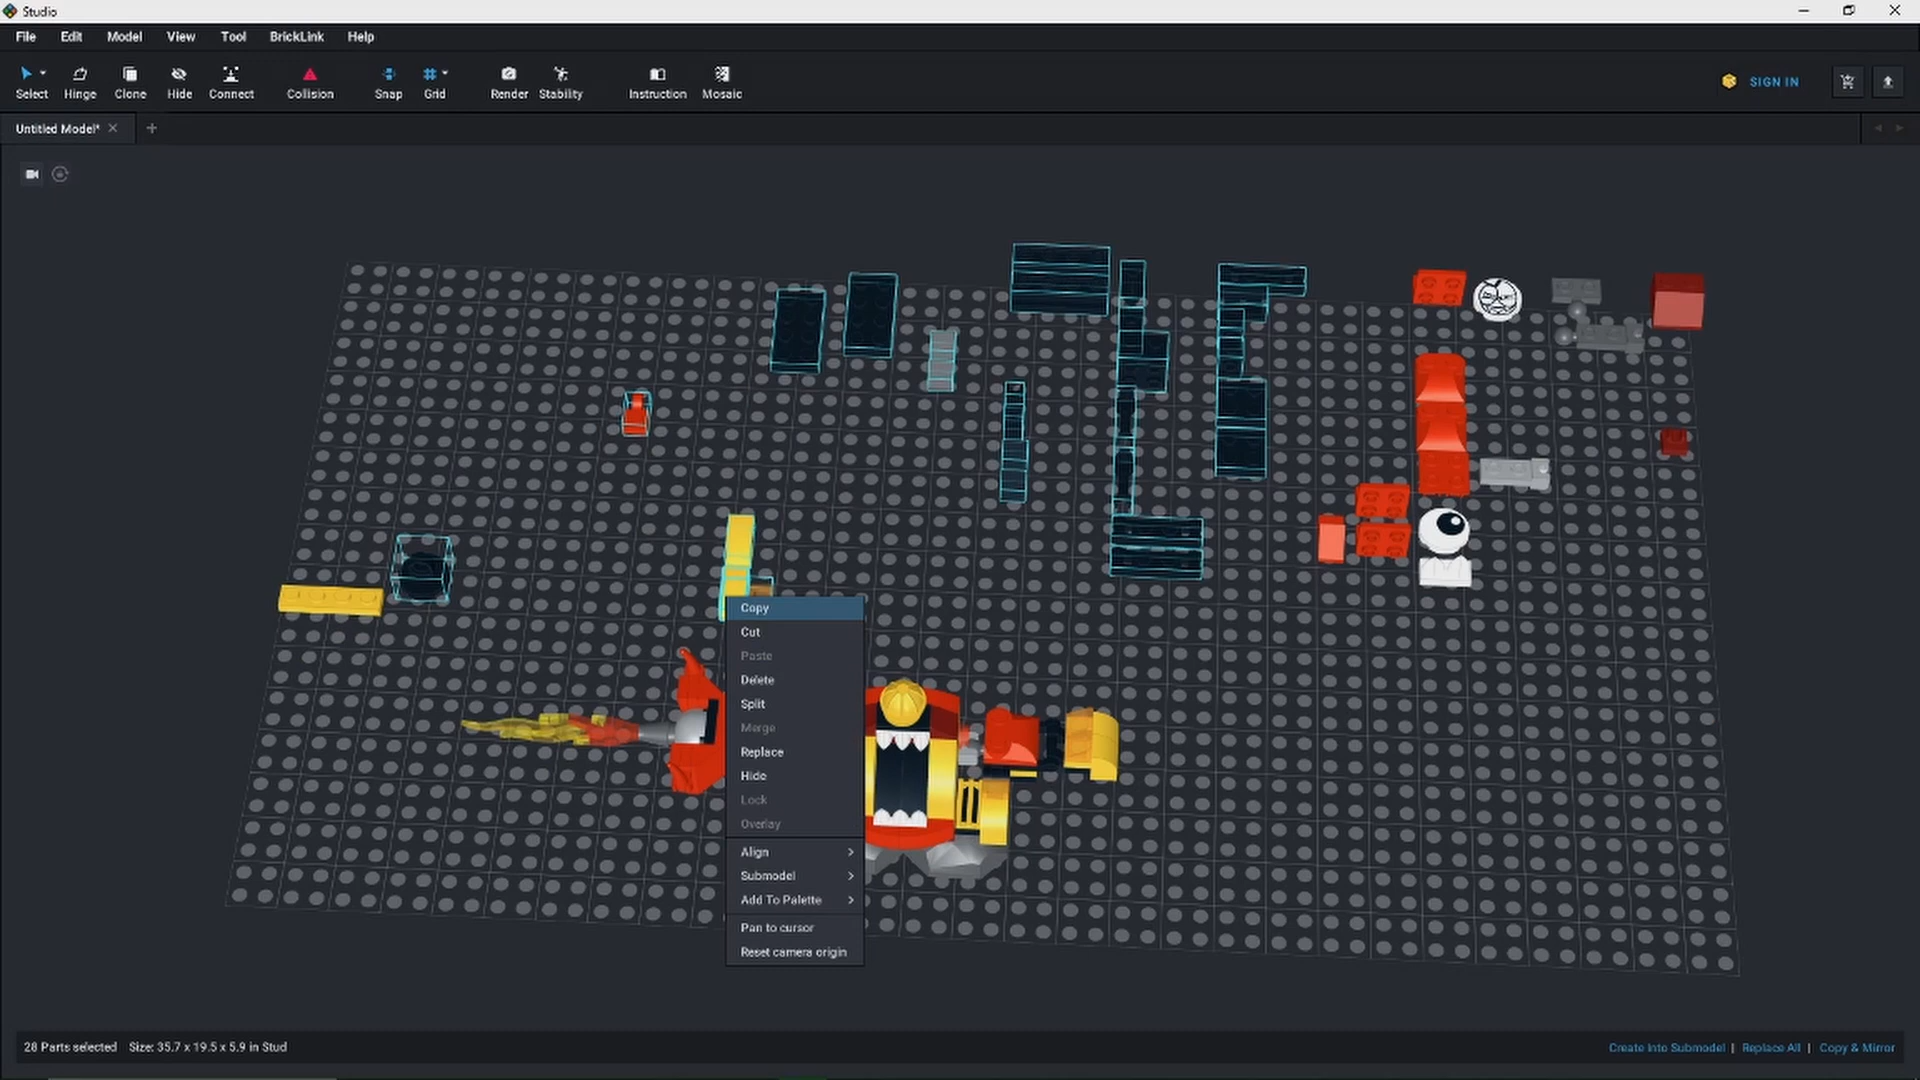 Studio
File Edit Model View Tool BrickLink Help
Select Hinge Clone Hide Connect Collision Snap Grid Render Stability Instruction Mosaic SIGN IN
Untitled Model*
Copy
Cut
Paste
Delete
Split
Merge
Replace
Hide
Lock
Overlay
Align
Submodel
Add To Palette
Pan to cursor
Reset camera origin
28 Parts selected Size: 35.7 x 19.5 x 5.9 in Stud Create Into Submodel | Replace All | Copy & Mirror